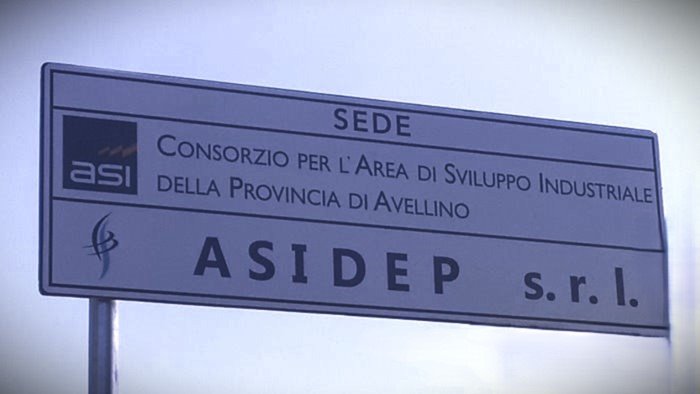 SEDE
asi
CONSORZIO PER L'AREA DI SVILUPPO INDUSTRIALE
DELLA PROVINCIA DI AVELLINO
ASIDEP s.r.l.